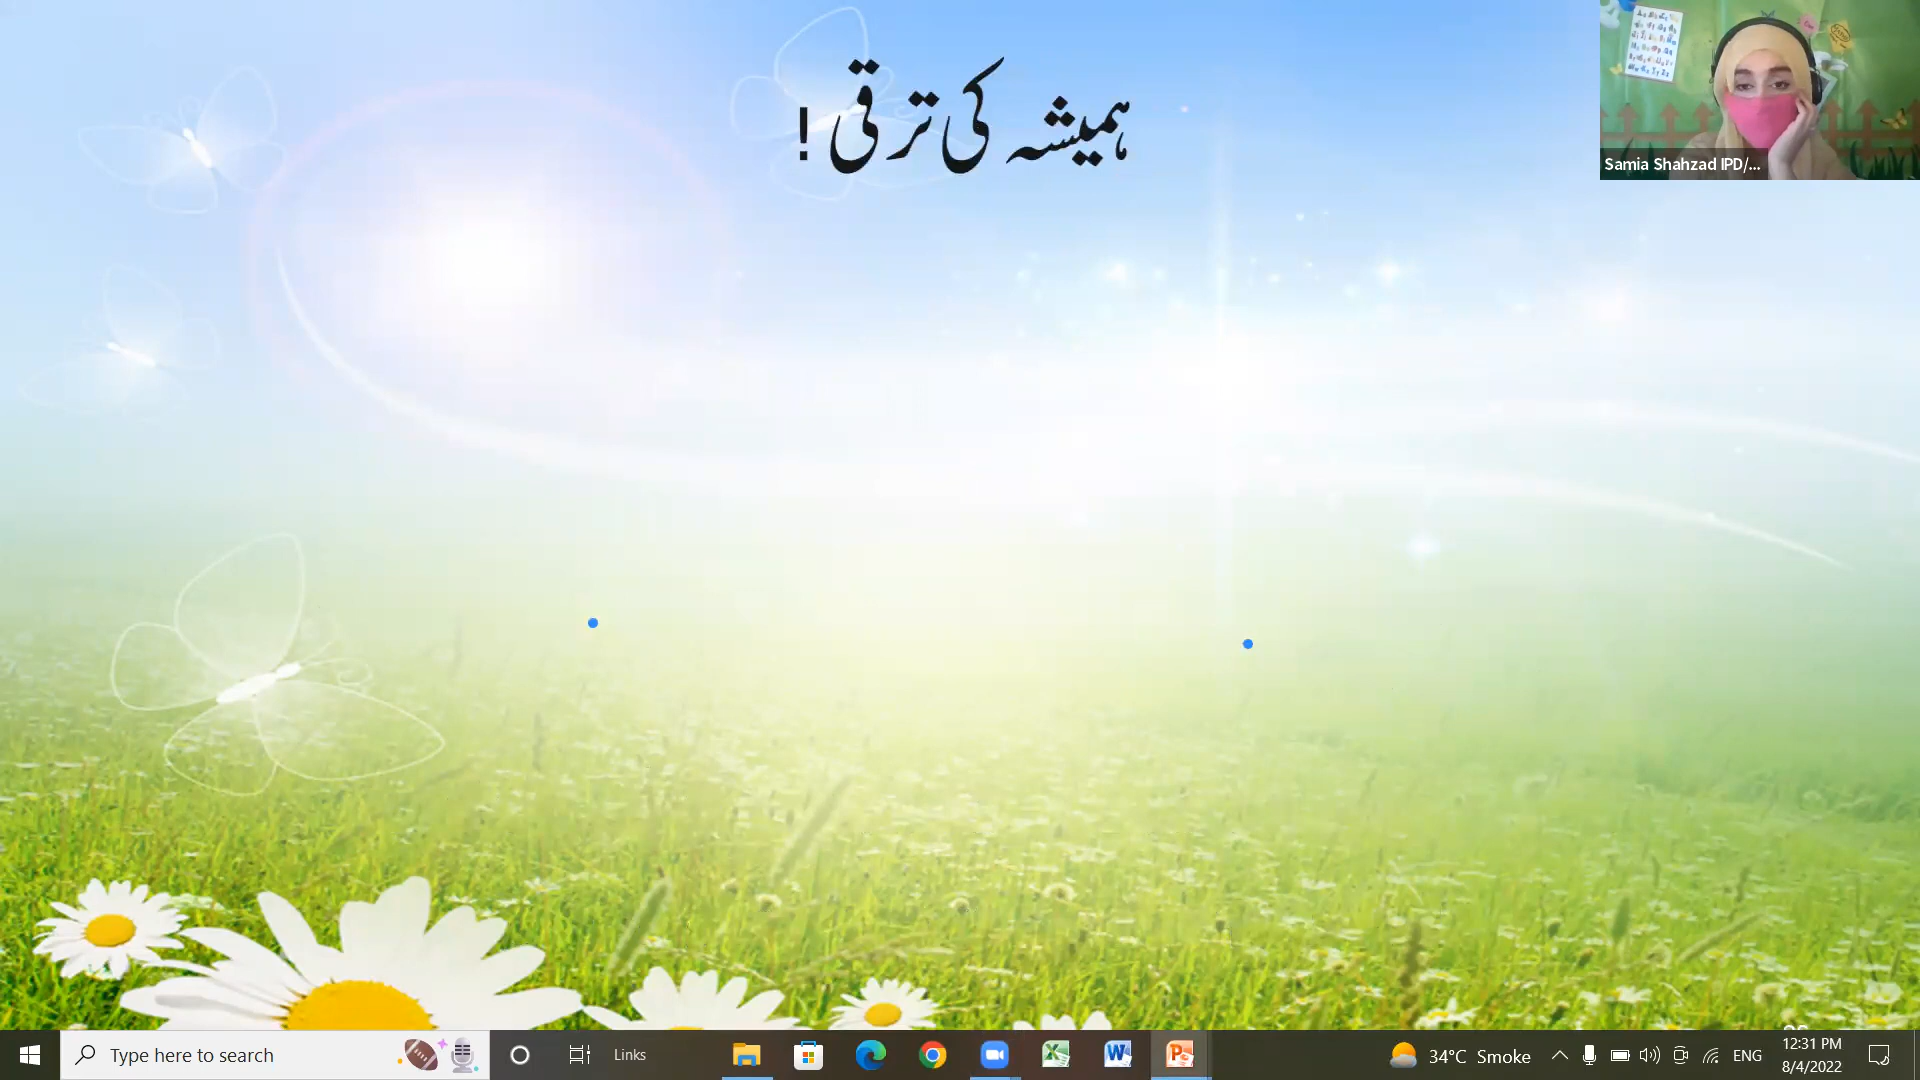 ہمیشہ کی ترقی !
Samia Shahzad IPD/...
Type here to search
Links
34°C Smoke
ENG
12:31 PM
8/4/2022